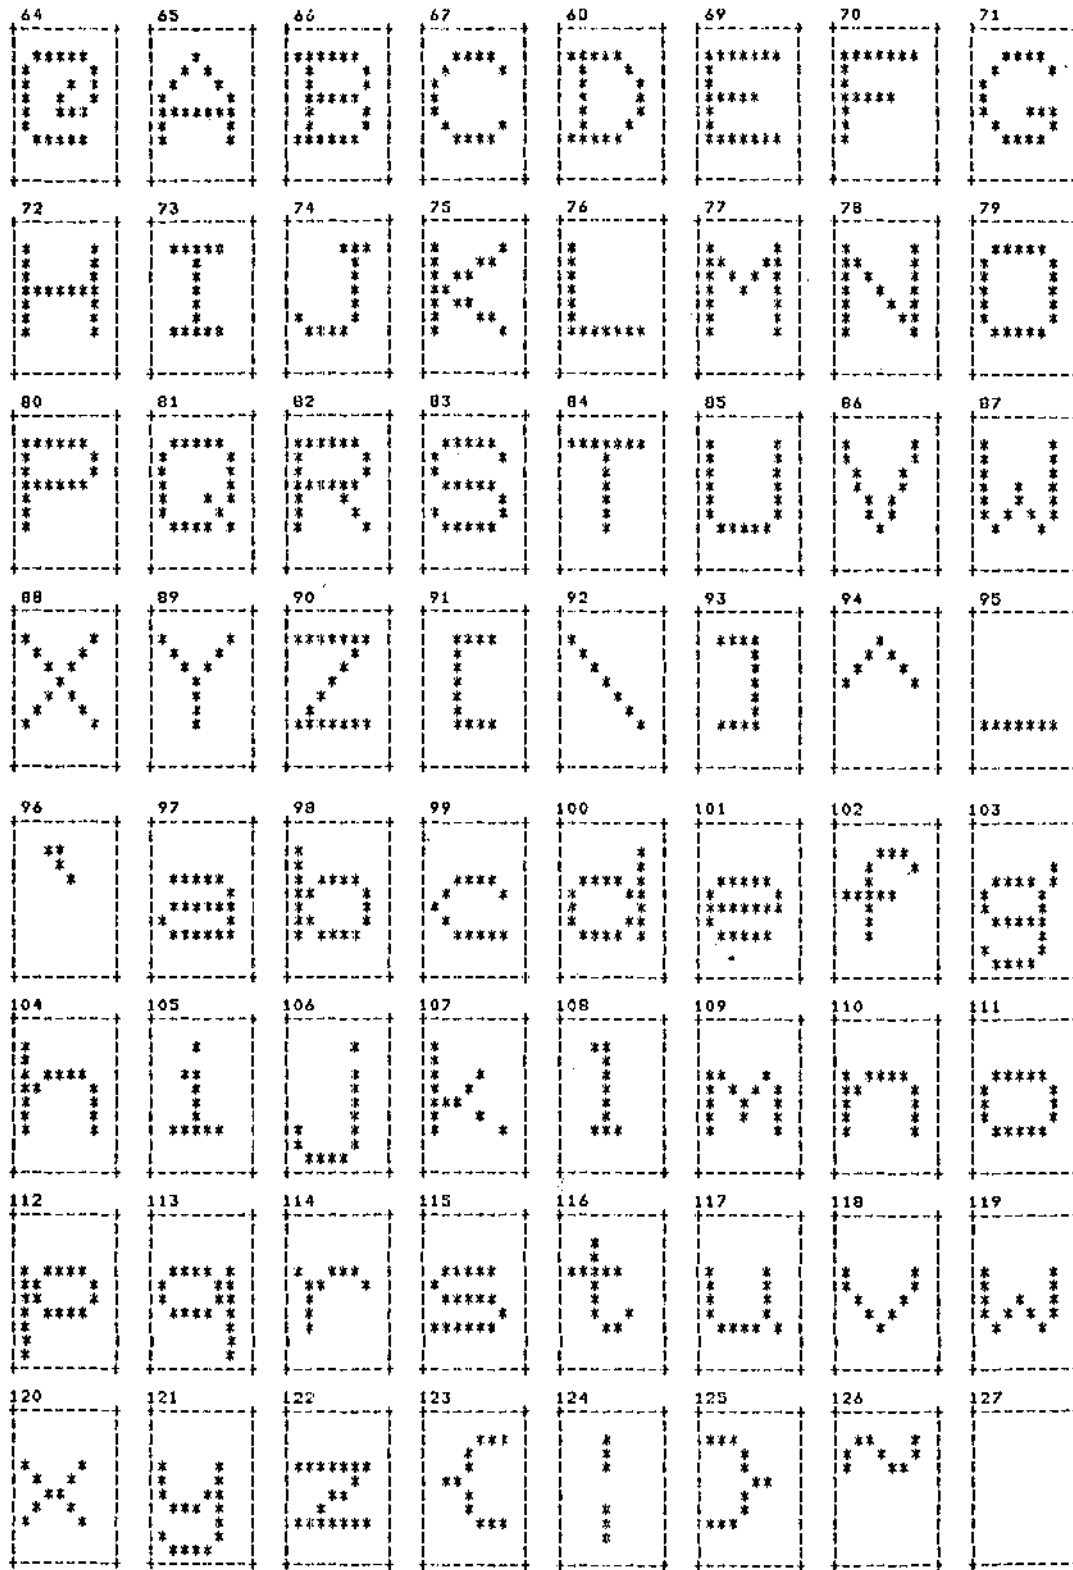 64 65 66 67 68 69 70 71
@ A B C D E F G
72 73 74 75 76 77 78 79
H I J K L M N O
80 81 82 83 84 85 86 87
P Q R S T U V W
88 89 90 91 92 93 94 95
X Y Z [ \ ] ^ _
96 97 98 99 100 101 102 103
` a b c d e f g
104 105 106 107 108 109 110 111
h i j k l m n o
112 113 114 115 116 117 118 119
p q r s t u v w
120 121 122 123 124 125 126 127
x y z { | } ~